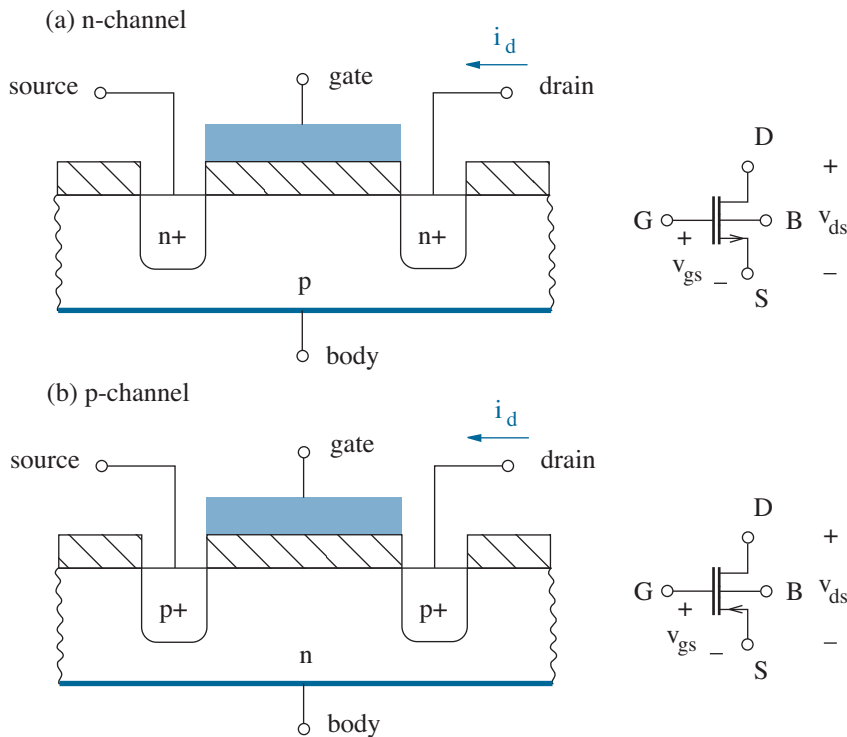 (a) n-channel
i_d
source
gate
drain
n+
n+
p
body
D
+
G
B
v_ds
+
v_gs
–
–
S
(b) p-channel
i_d
source
gate
drain
p+
p+
n
body
D
+
G
B
v_ds
+
v_gs
–
–
S